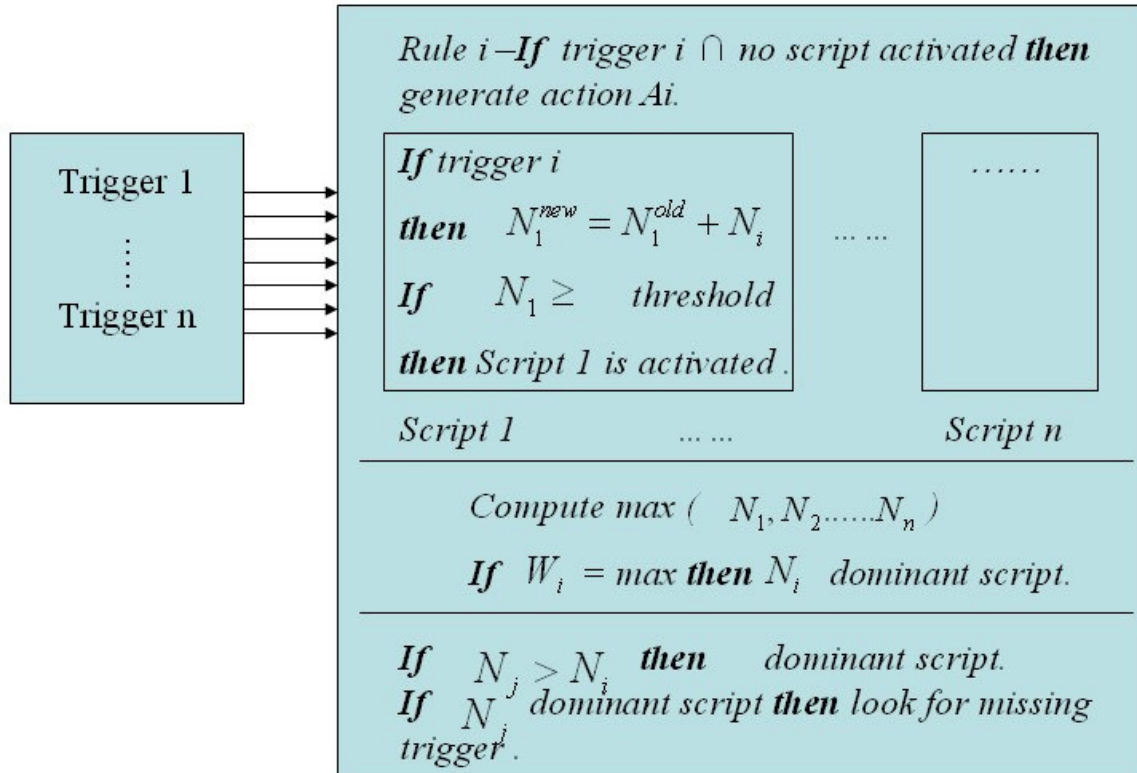 Rule i –If trigger i ∩ no script activated then
generate action Ai.
Trigger 1
⋮
Trigger n
If trigger i
then N₁ⁿᵉʷ = N₁ᵒˡᵈ + Nᵢ
If N₁ ≥ threshold
then Script 1 is activated .
... ...
......
Script 1 ... ... Script n
Compute max ( N₁, N₂......Nₙ )
If Wᵢ = max then Nᵢ dominant script.
If Nⱼ > Nᵢ then dominant script.
If Nⱼ dominant script then look for missing
trigger .